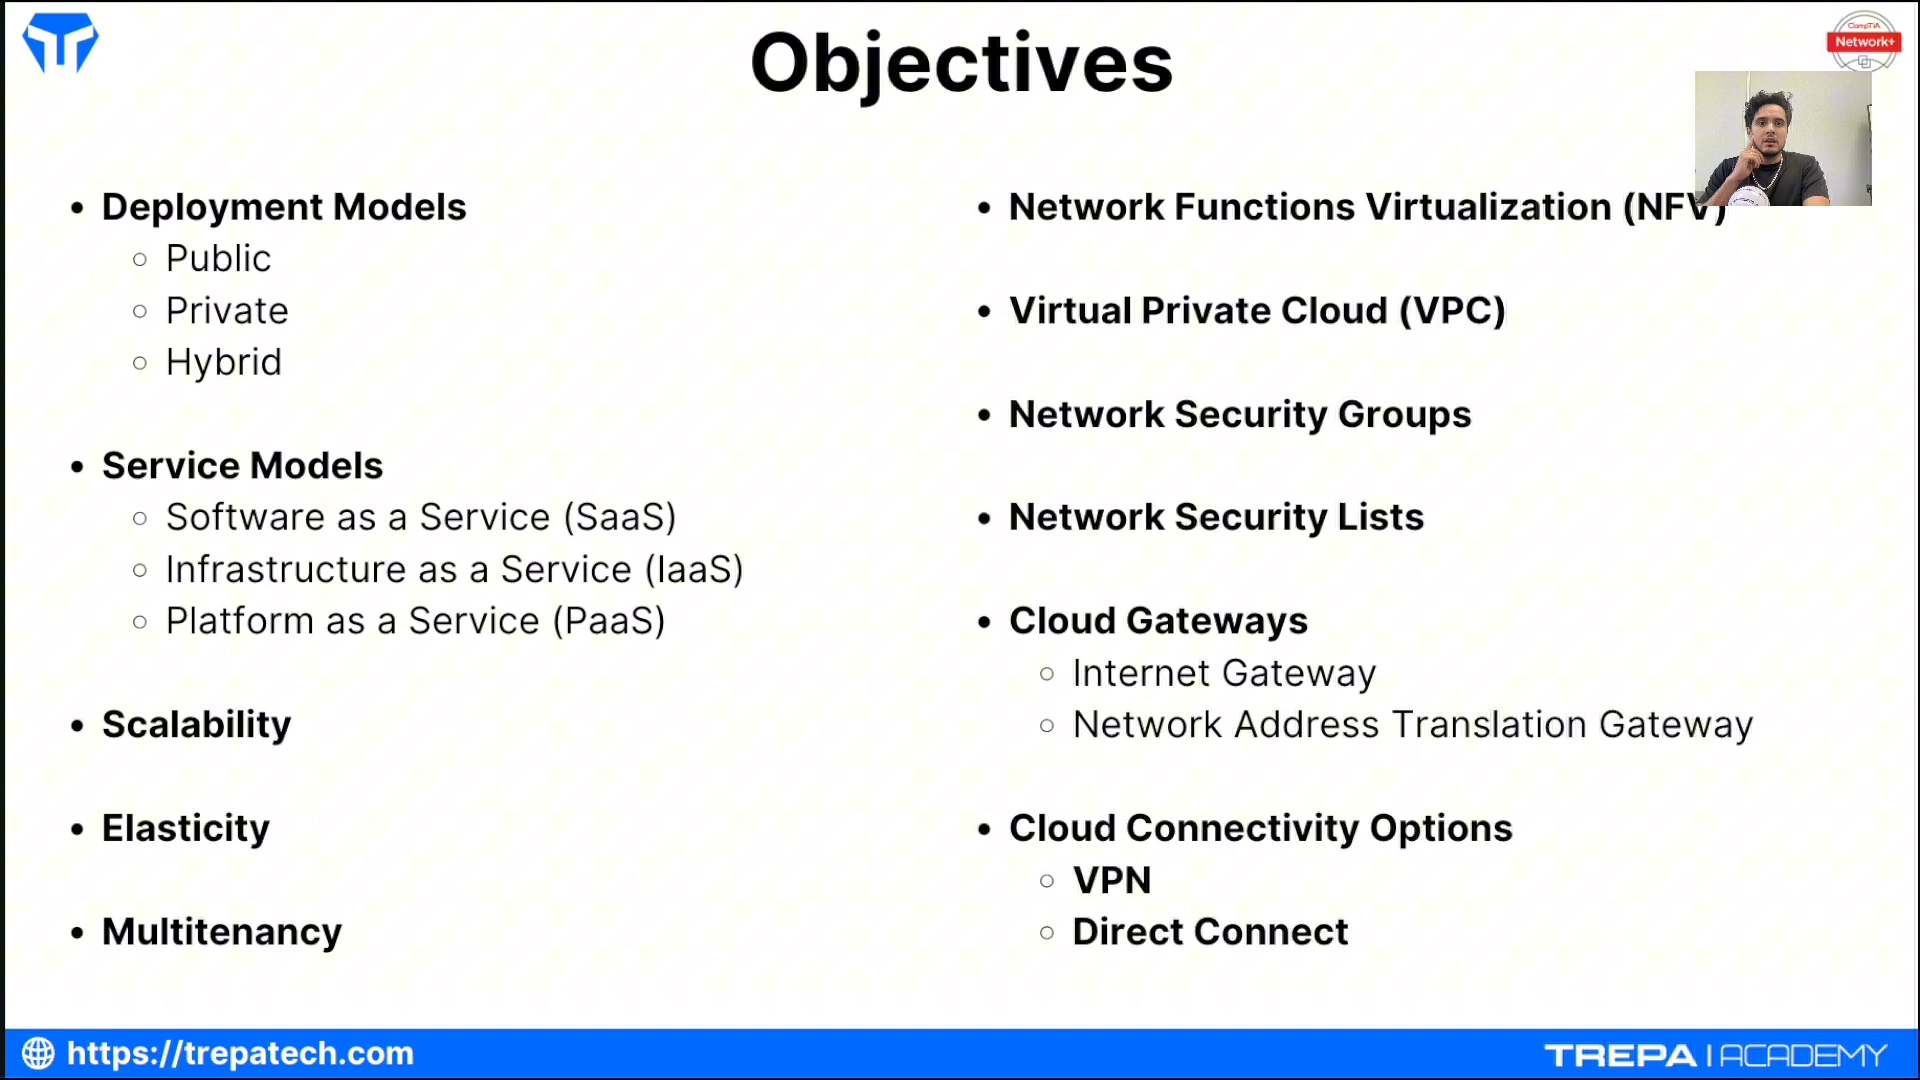 Objectives
CompTIA
Network+
Deployment Models
Public
Private
Hybrid
Service Models
Software as a Service (SaaS)
Infrastructure as a Service (IaaS)
Platform as a Service (PaaS)
Scalability
Elasticity
Multitenancy
Network Functions Virtualization (NFV)
Virtual Private Cloud (VPC)
Network Security Groups
Network Security Lists
Cloud Gateways
Internet Gateway
Network Address Translation Gateway
Cloud Connectivity Options
VPN
Direct Connect
https://trepatech.com
TREPA | ACADEMY